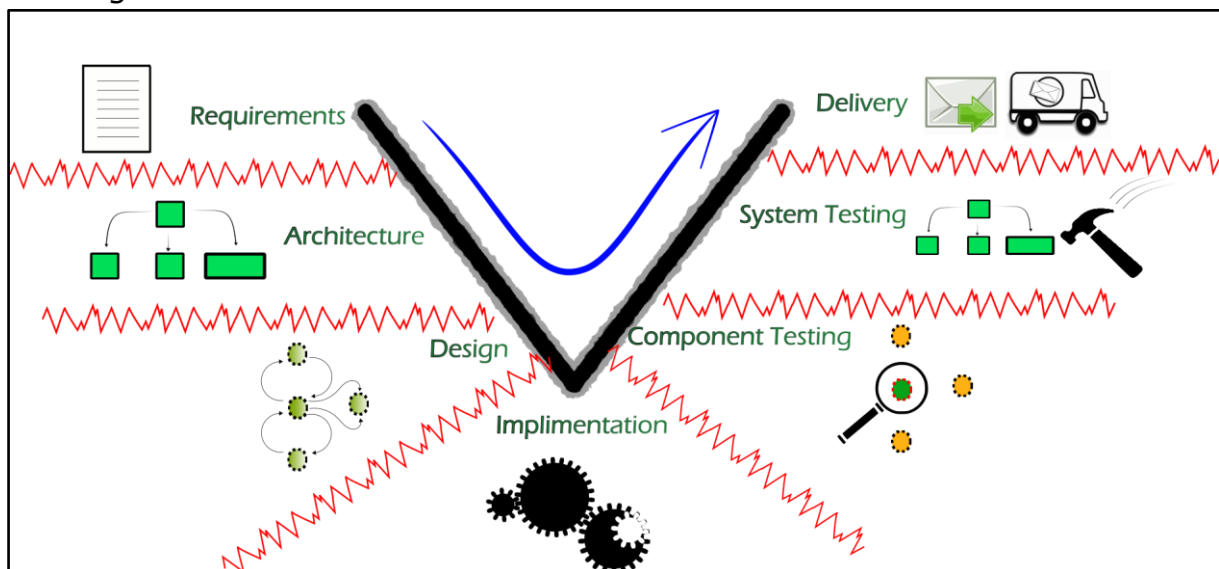 Requirements
Delivery
Architecture
System Testing
Design
Component Testing
Implimentation